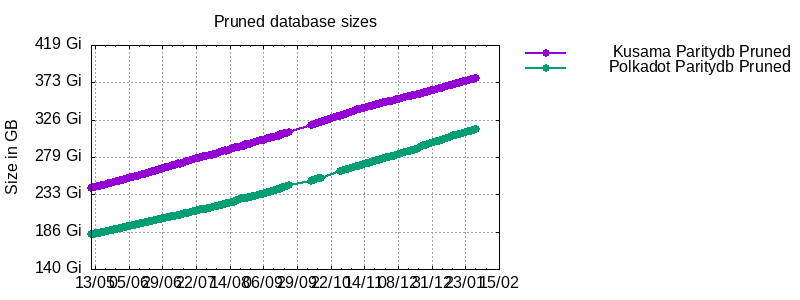 Pruned database sizes
Kusama Paritydb Pruned
Polkadot Paritydb Pruned
Size in GB
419 Gi
373 Gi
326 Gi
279 Gi
233 Gi
186 Gi
140 Gi
13/05 05/06 29/06 22/07 14/08 06/09 29/09 22/10 14/11 08/12 31/12 23/01 15/02